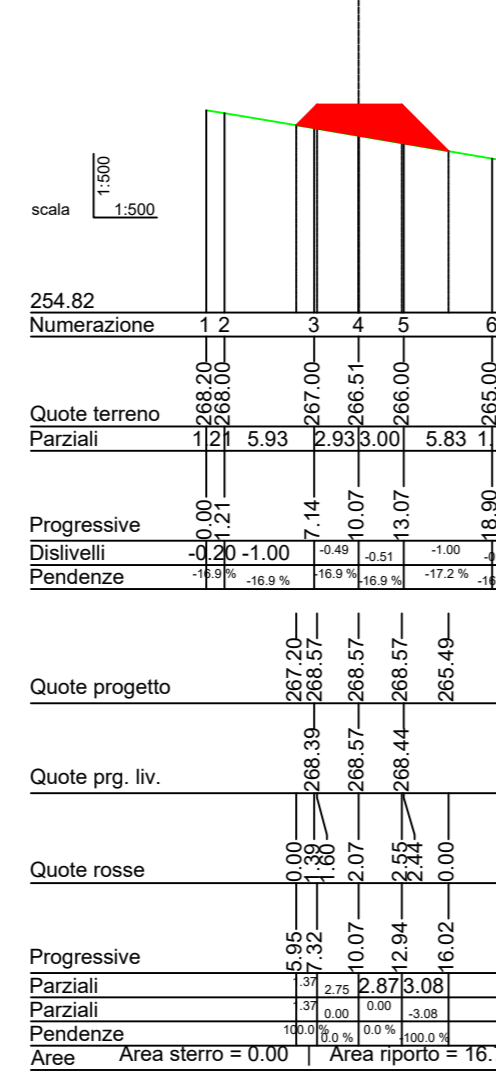 1:500
scala 1:500
254.82
Numerazione 1 2 3 4 5 6
Quote terreno 268.20 268.00 267.00 266.51 266.00 265.00
Parziali 1.21 5.93 2.93 3.00 5.83 1.
Progressive 0.00 1.21 7.14 10.07 13.07 18.90
Dislivelli -0.20 -1.00 -0.49 -0.51 -1.00 -0
Pendenze -16.9 % -16.9 % -16.9 % -16.9 % -17.2 % -16
Quote progetto 267.20 268.57 268.57 268.57 265.49
Quote prg. liv. 268.39 268.57 268.44
Quote rosse 0.00 1.39 1.60 2.07 2.55 2.44 0.00
Progressive 5.95 7.32 10.07 12.94 16.02
Parziali 1.37 2.75 2.87 3.08
Parziali 1.37 0.00 0.00 -3.08
Pendenze 100.0 % 0.0 % 0.0 % -100.0 %
Aree Area sterro = 0.00 | Area riporto = 16.